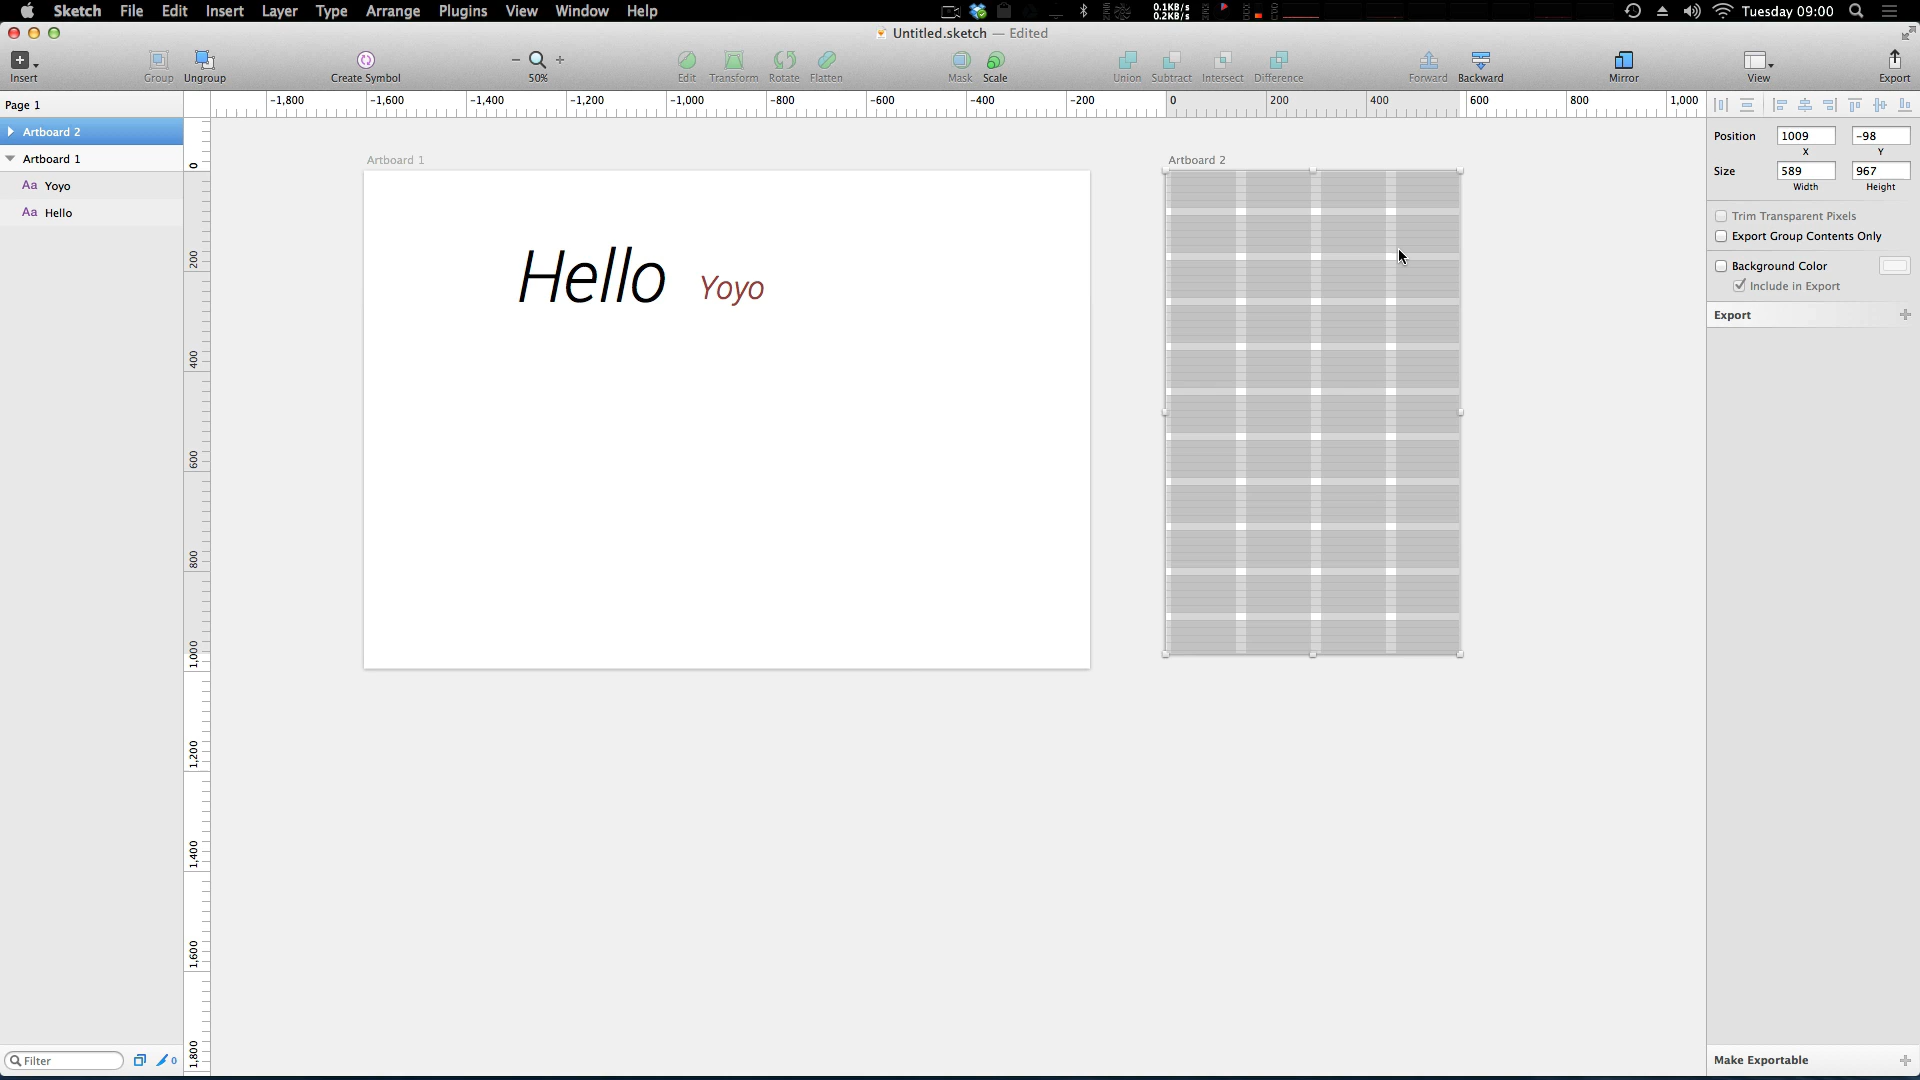 Sketch File Edit Insert Layer Type Arrange Plugins View Window Help 0.1KB/s Tuesday 09:00
0.2KB/s
Untitled.sketch — Edited
Insert Group Ungroup Create Symbol 50% Edit Transform Rotate Flatten Mask Scale Union Subtract Intersect Difference Forward Backward Mirror View Export
Page 1
-1,800 -1,600 -1,400 -1,200 -1,000 -800 -600 -400 -200 0 200 400 600 800 1,000
Artboard 2
Artboard 1
Aa Yoyo
Aa Hello
0
200
400
600
800
1,000
1,200
1,400
1,600
1,800
Artboard 1
Hello Yoyo
Artboard 2
Position 1009 -98
X Y
Size 589 967
Width Height
Trim Transparent Pixels
Export Group Contents Only
Background Color
Include in Export
Export
Filter 0
Make Exportable